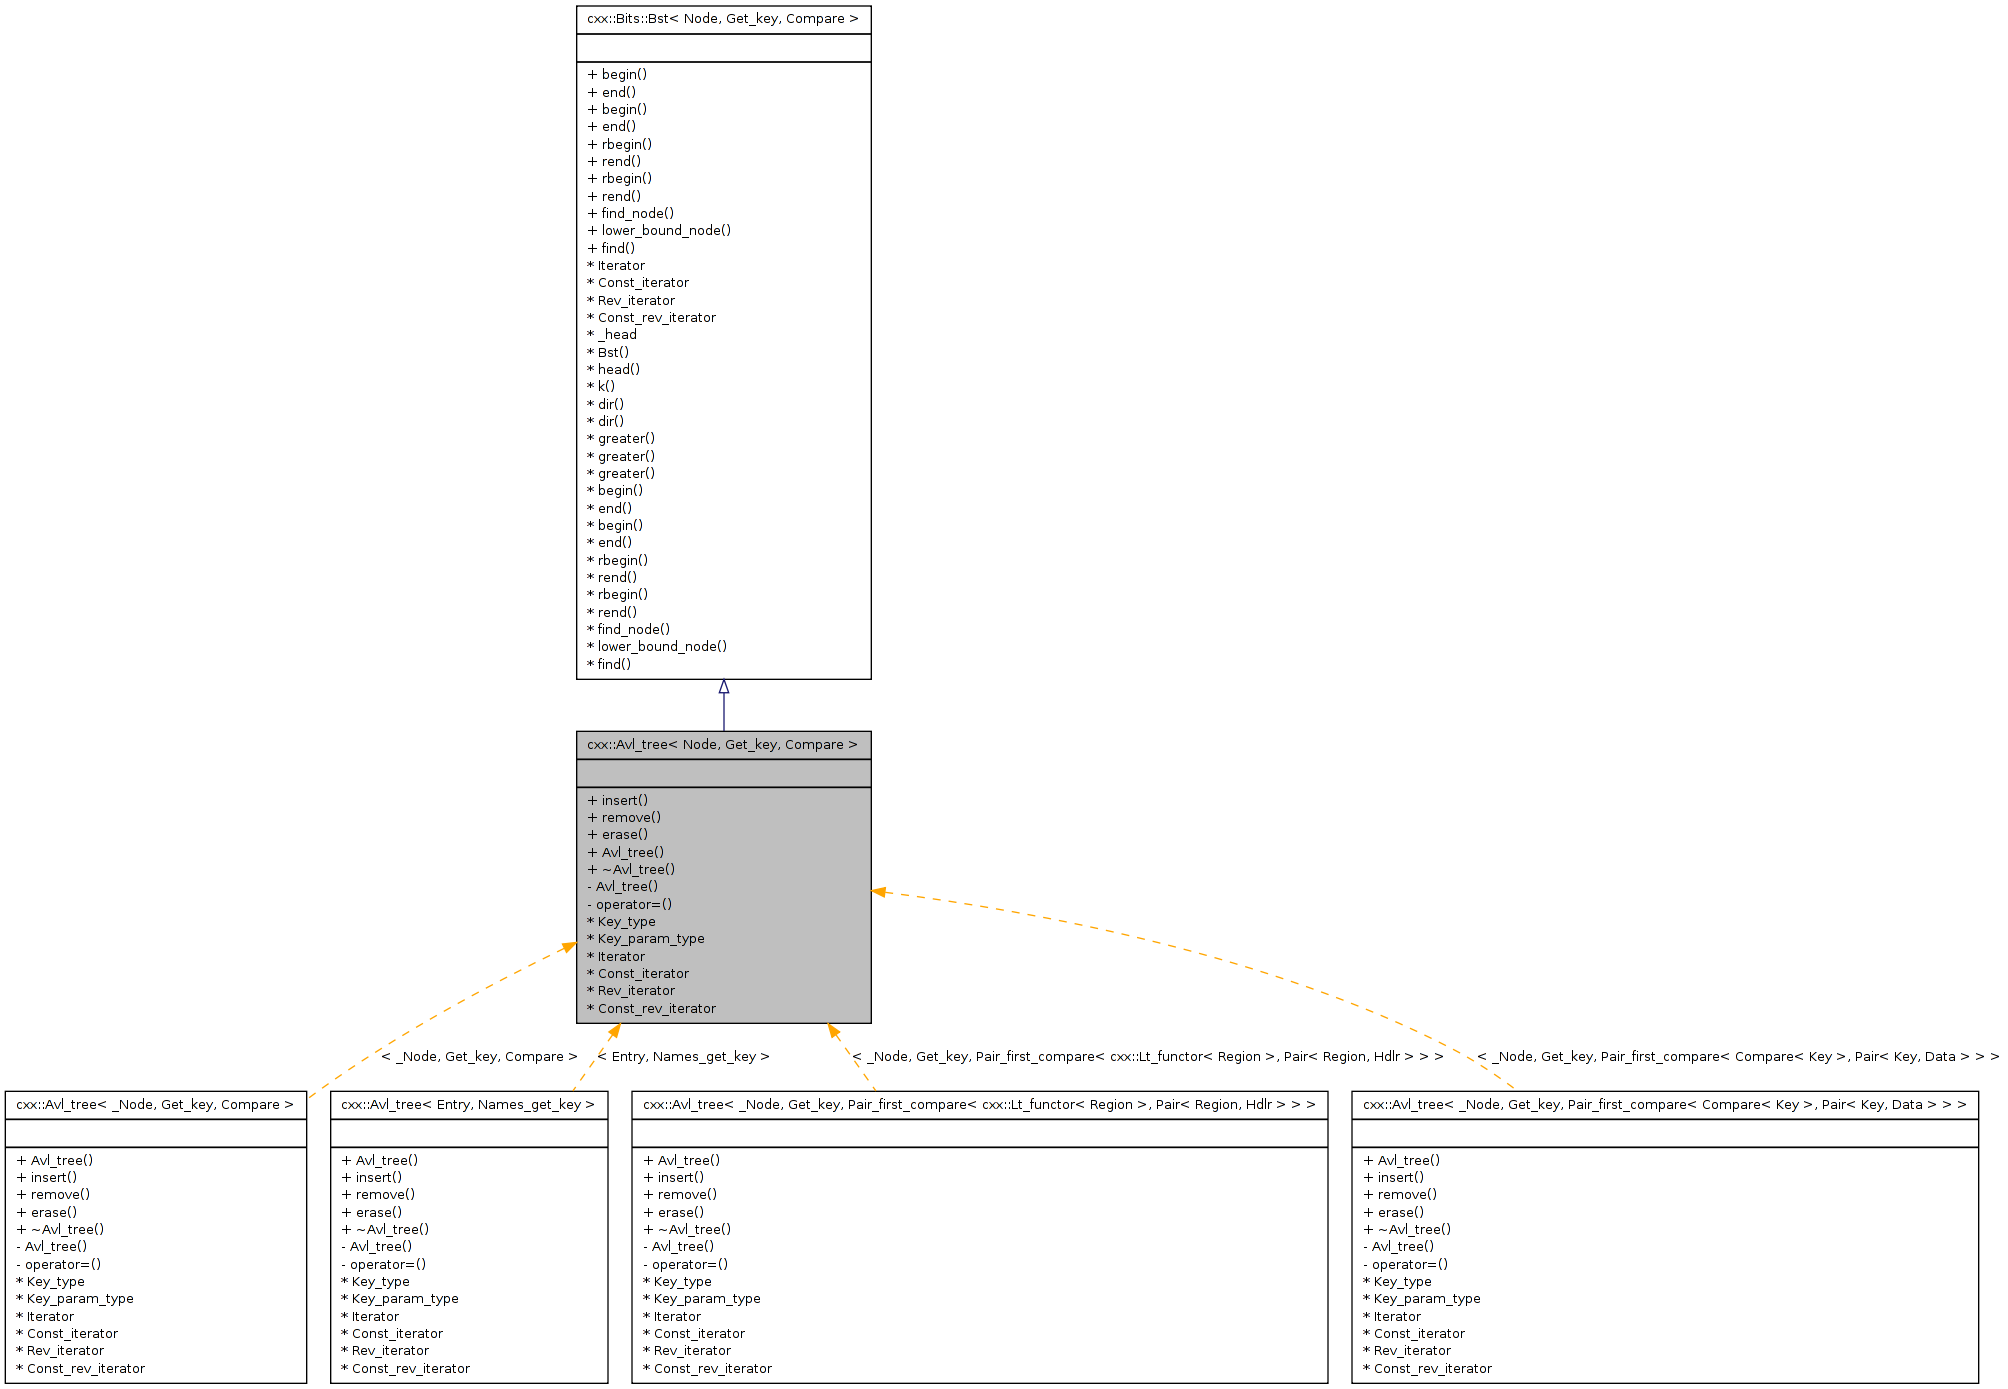 cxx::Bits::Bst< Node, Get_key, Compare >
+ begin()
+ end()
+ begin()
+ end()
+ rbegin()
+ rend()
+ rbegin()
+ rend()
+ find_node()
+ lower_bound_node()
+ find()
* Iterator
* Const_iterator
* Rev_iterator
* Const_rev_iterator
* _head
* Bst()
* head()
* k()
* dir()
* dir()
* greater()
* greater()
* greater()
* begin()
* end()
* begin()
* end()
* rbegin()
* rend()
* rbegin()
* rend()
* find_node()
* lower_bound_node()
* find()
cxx::Avl_tree< Node, Get_key, Compare >
+ insert()
+ remove()
+ erase()
+ Avl_tree()
+ ~Avl_tree()
- Avl_tree()
- operator=()
* Key_type
* Key_param_type
* Iterator
* Const_iterator
* Rev_iterator
* Const_rev_iterator
< _Node, Get_key, Compare >
< Entry, Names_get_key >
< _Node, Get_key, Pair_first_compare< cxx::Lt_functor< Region >, Pair< Region, Hdlr > > >
< _Node, Get_key, Pair_first_compare< Compare< Key >, Pair< Key, Data > > >
cxx::Avl_tree< _Node, Get_key, Compare >
+ Avl_tree()
+ insert()
+ remove()
+ erase()
+ ~Avl_tree()
- Avl_tree()
- operator=()
* Key_type
* Key_param_type
* Iterator
* Const_iterator
* Rev_iterator
* Const_rev_iterator
cxx::Avl_tree< Entry, Names_get_key >
+ Avl_tree()
+ insert()
+ remove()
+ erase()
+ ~Avl_tree()
- Avl_tree()
- operator=()
* Key_type
* Key_param_type
* Iterator
* Const_iterator
* Rev_iterator
* Const_rev_iterator
cxx::Avl_tree< _Node, Get_key, Pair_first_compare< cxx::Lt_functor< Region >, Pair< Region, Hdlr > > >
+ Avl_tree()
+ insert()
+ remove()
+ erase()
+ ~Avl_tree()
- Avl_tree()
- operator=()
* Key_type
* Key_param_type
* Iterator
* Const_iterator
* Rev_iterator
* Const_rev_iterator
cxx::Avl_tree< _Node, Get_key, Pair_first_compare< Compare< Key >, Pair< Key, Data > > >
+ Avl_tree()
+ insert()
+ remove()
+ erase()
+ ~Avl_tree()
- Avl_tree()
- operator=()
* Key_type
* Key_param_type
* Iterator
* Const_iterator
* Rev_iterator
* Const_rev_iterator